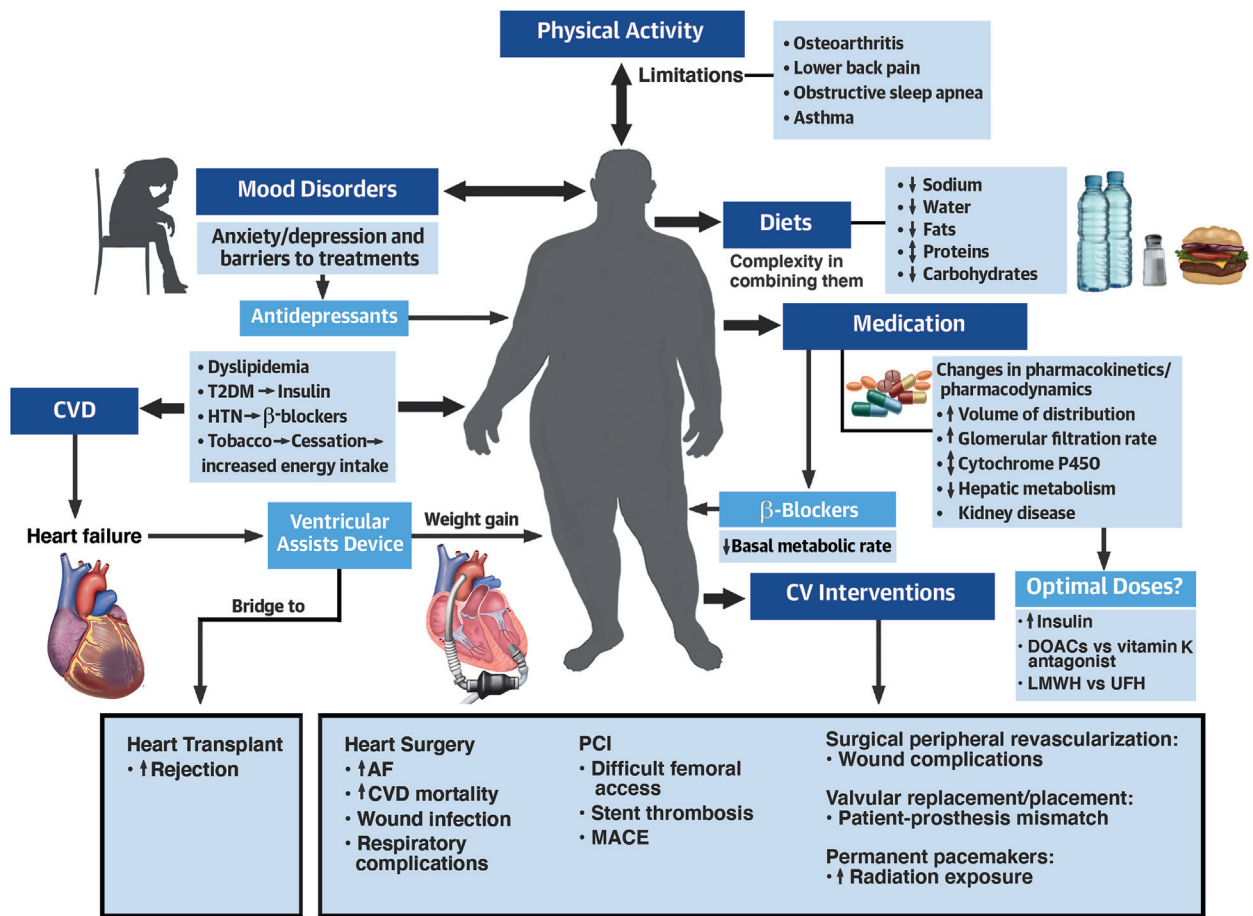 Physical Activity
Limitations
• Osteoarthritis
• Lower back pain
• Obstructive sleep apnea
• Asthma
Mood Disorders
Anxiety/depression and
barriers to treatments
Antidepressants
Diets
Complexity in
combining them
• ↓ Sodium
• ↓ Water
• ↓ Fats
• ↕ Proteins
• ↓ Carbohydrates
Medication
Changes in pharmacokinetics/
pharmacodynamics
• ↑ Volume of distribution
• ↑ Glomerular filtration rate
• ↕ Cytochrome P450
• ↓ Hepatic metabolism
• Kidney disease
• Dyslipidemia
• T2DM → Insulin
• HTN → β-blockers
• Tobacco → Cessation →
increased energy intake
CVD
Heart failure
Ventricular
Assists Device
Weight gain
Bridge to
β-Blockers
↓ Basal metabolic rate
CV Interventions
Optimal Doses?
• ↑ Insulin
• DOACs vs vitamin K
antagonist
• LMWH vs UFH
Heart Transplant
• ↑ Rejection
Heart Surgery
• ↑ AF
• ↑ CVD mortality
• Wound infection
• Respiratory
complications
PCI
• Difficult femoral
access
• Stent thrombosis
• MACE
Surgical peripheral revascularization:
• Wound complications
Valvular replacement/placement:
• Patient-prosthesis mismatch
Permanent pacemakers:
• ↑ Radiation exposure